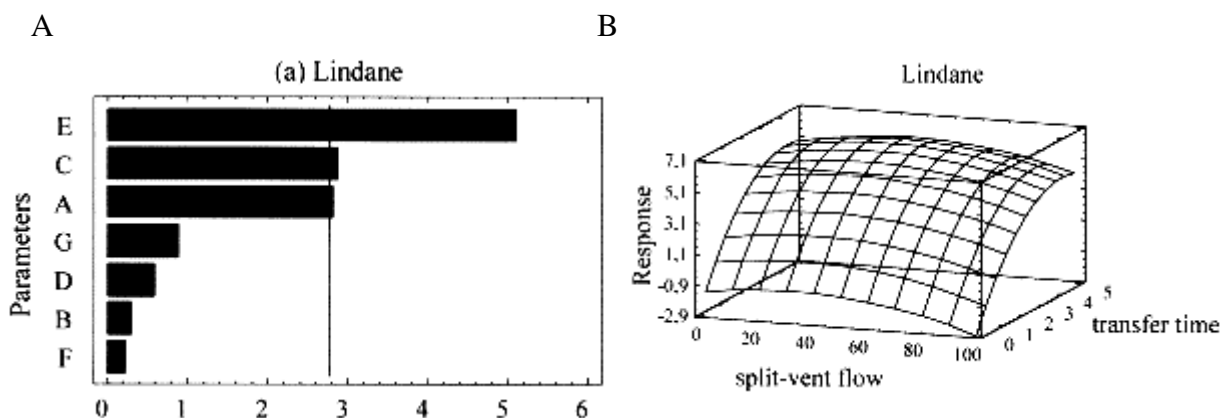 A
(a) Lindane
Parameters
E
C
A
G
D
B
F
0 1 2 3 4 5 6
B
Lindane
Response
7.1
5.1
3.1
1.1
-0.9
-2.9
0 20 40 60 80 100
split-vent flow
0 1 2 3 4 5
transfer time